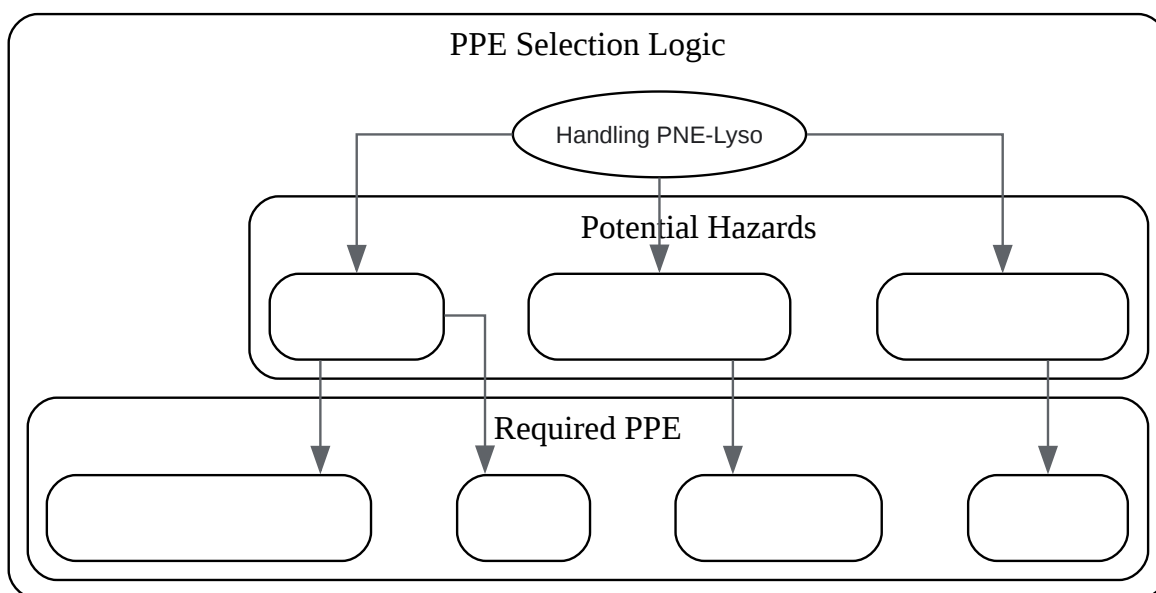 PPE Selection Logic
Handling PNE-Lyso
Potential Hazards
Required PPE